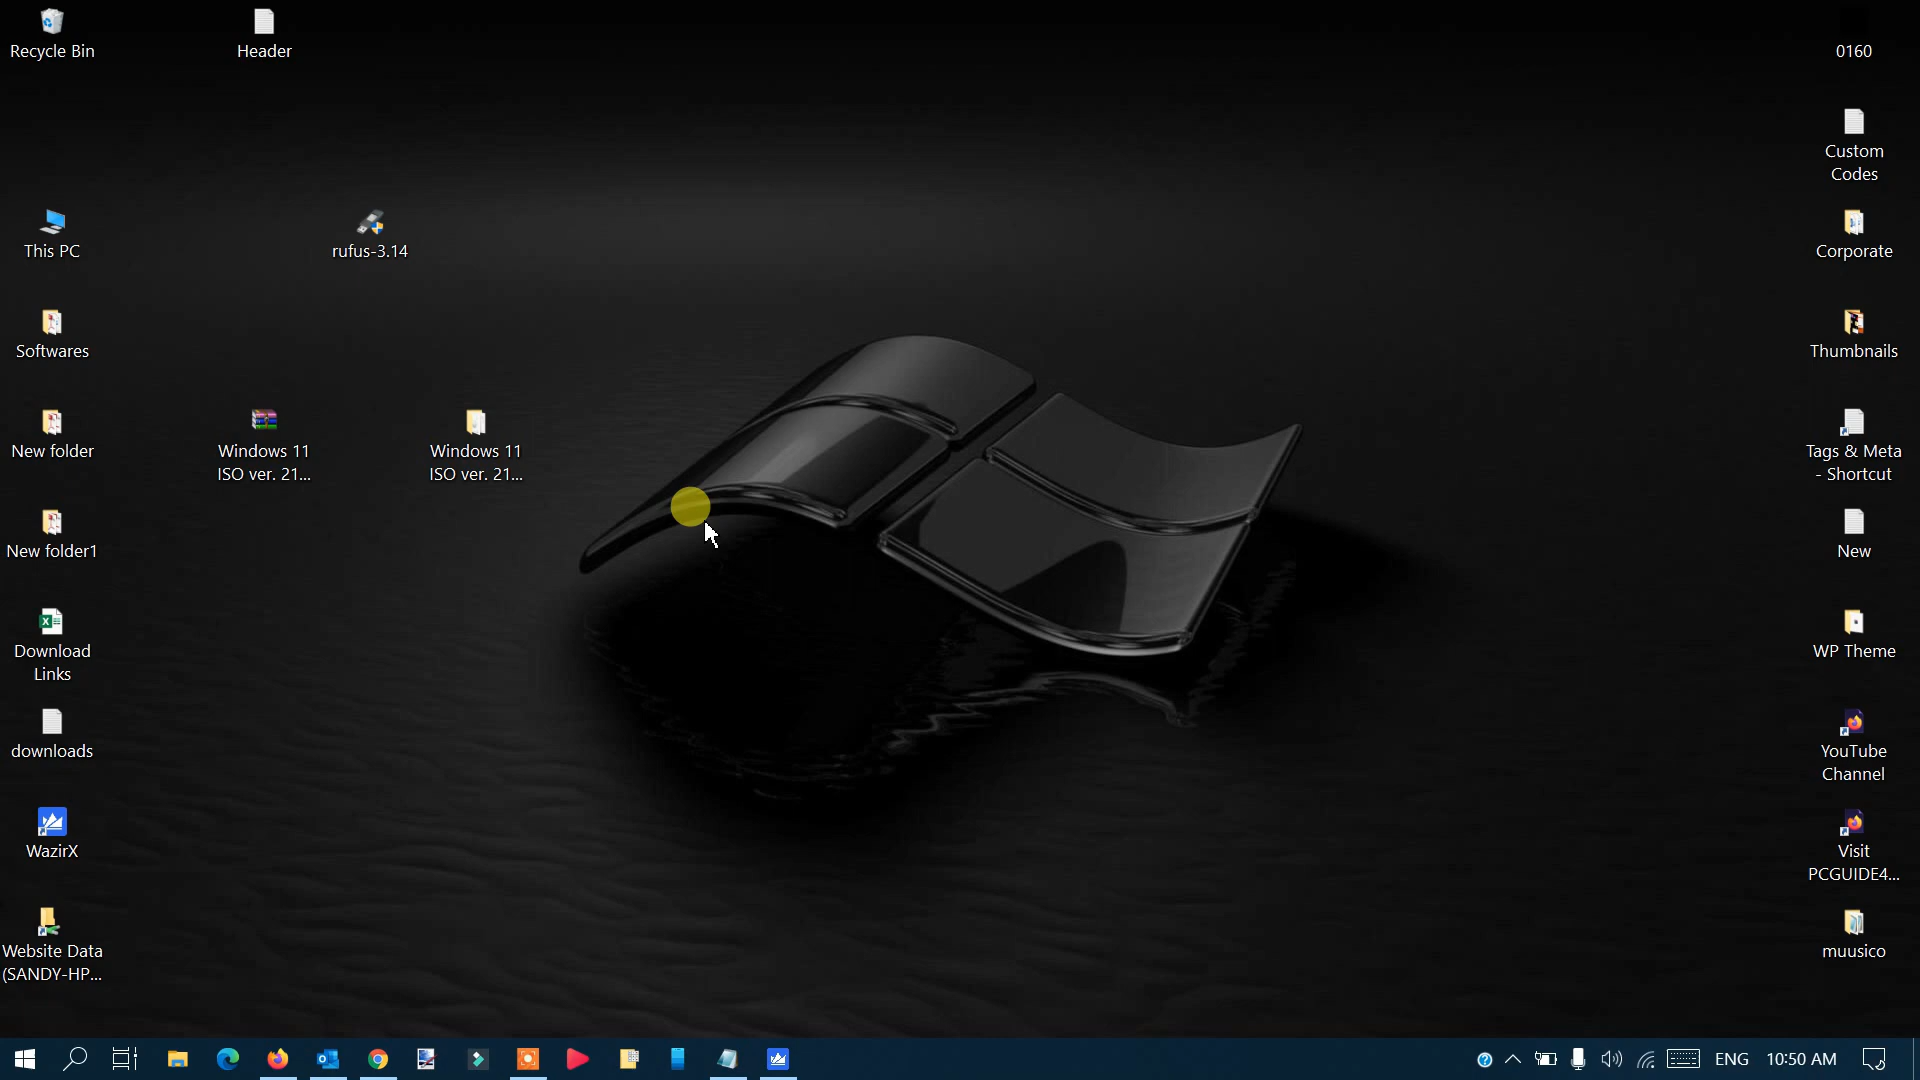 Recycle Bin
Header
0160
Custom
Codes
This PC
rufus-3.14
Corporate
Softwares
Thumbnails
New folder
Windows 11
ISO ver. 21...
Windows 11
ISO ver. 21...
Tags & Meta
- Shortcut
New folder1
New
Download
Links
WP Theme
downloads
YouTube
Channel
WazirX
Visit
PCGUIDE4...
Website Data
(SANDY-HP...
muusico
ENG
10:50 AM